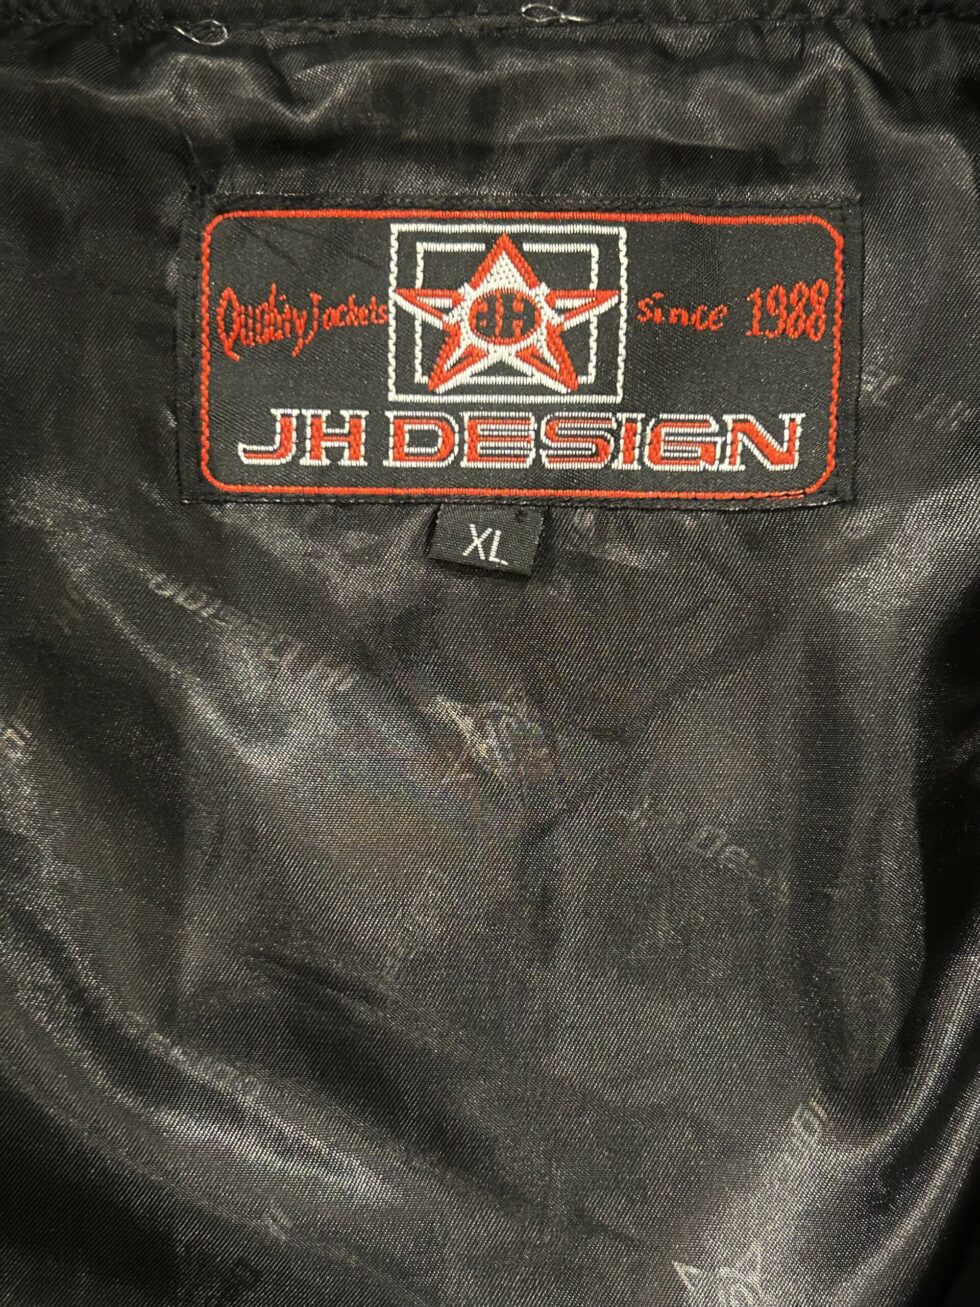 Quality Jackets
JH
Since 1988
JH DESIGN
XL